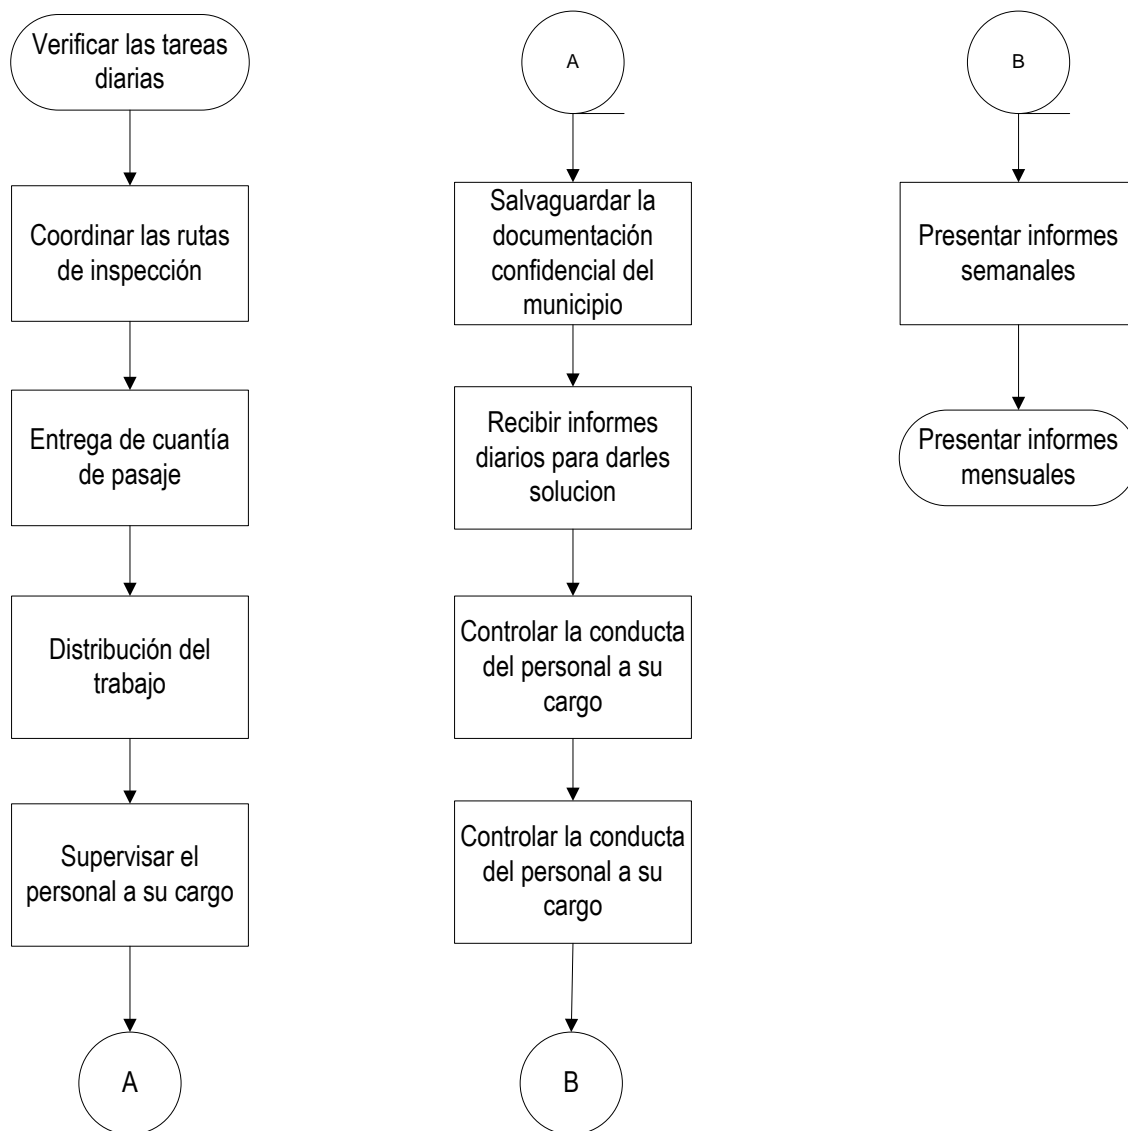 Verificar las tareas
diarias
Coordinar las rutas
de inspección
Entrega de cuantía
de pasaje
Distribución del
trabajo
Supervisar el
personal a su cargo
A
A
Salvaguardar la
documentación
confidencial del
municipio
Recibir informes
diarios para darles
solucion
Controlar la conducta
del personal a su
cargo
Controlar la conducta
del personal a su
cargo
B
B
Presentar informes
semanales
Presentar informes
mensuales